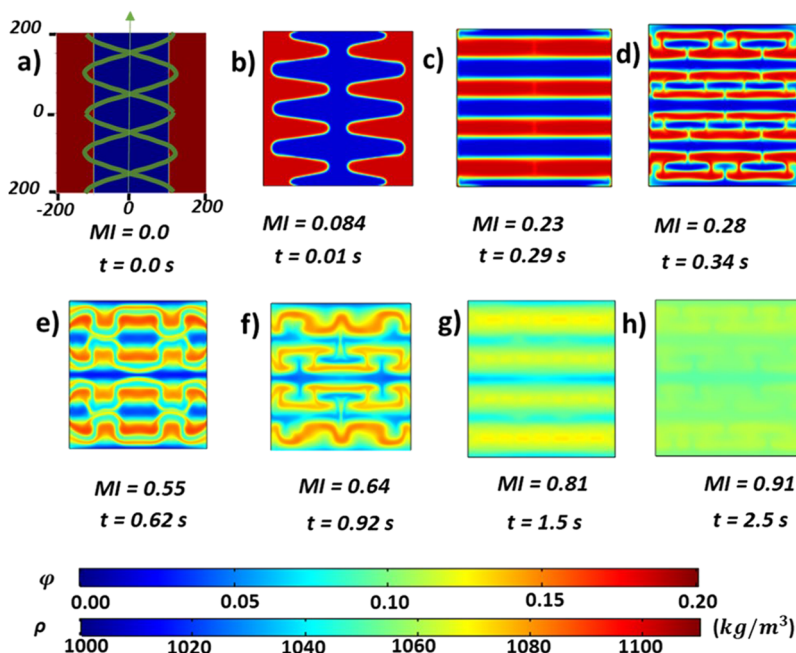 a)
200
0
200
-200 0 200
MI = 0.0
t = 0.0 s
b)
MI = 0.084
t = 0.01 s
c)
MI = 0.23
t = 0.29 s
d)
MI = 0.28
t = 0.34 s
e)
MI = 0.55
t = 0.62 s
f)
MI = 0.64
t = 0.92 s
g)
MI = 0.81
t = 1.5 s
h)
MI = 0.91
t = 2.5 s
φ
0.00 0.05 0.10 0.15 0.20
ρ (kg/m³)
1000 1020 1040 1060 1080 1100